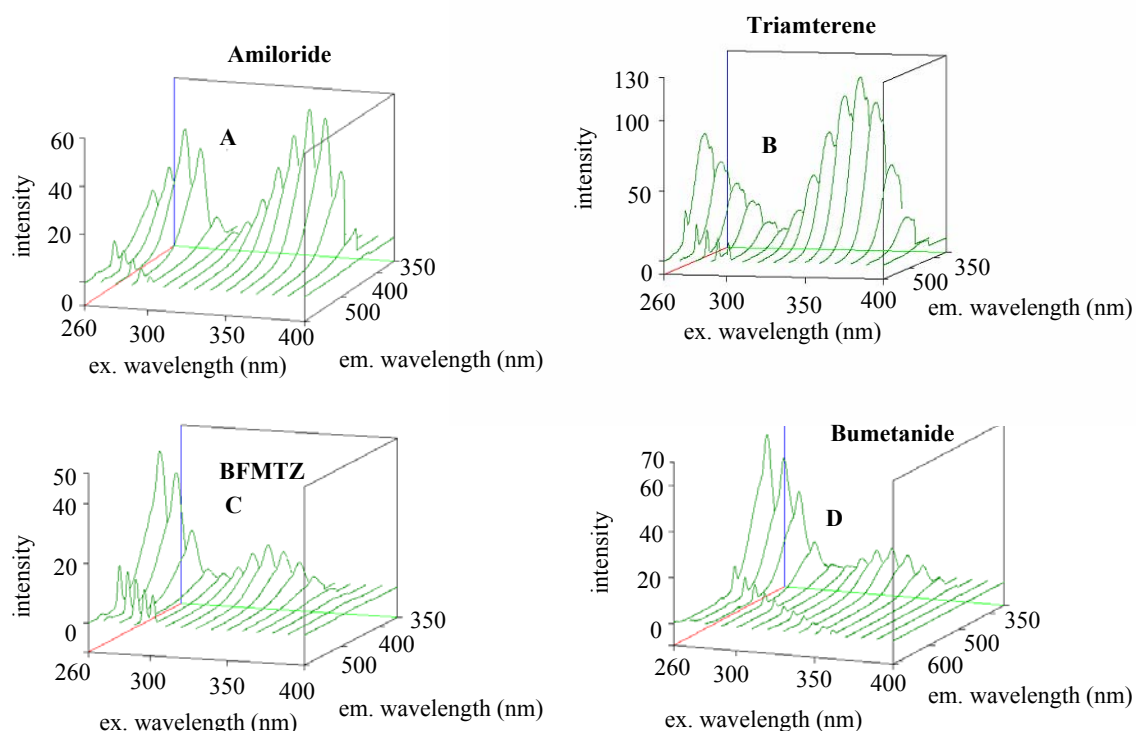 Amiloride
A
60
40
20
0
intensity
260
300
350
400
ex. wavelength (nm)
350
400
500
em. wavelength (nm)
Triamterene
B
130
100
50
0
intensity
260
300
350
400
ex. wavelength (nm)
350
500
em. wavelength (nm)
BFMTZ
C
50
40
20
0
intensity
260
300
350
400
ex. wavelength (nm)
350
400
500
em. wavelength (nm)
Bumetanide
D
70
60
40
20
0
intensity
260
300
350
400
ex. wavelength (nm)
350
500
600
em. wavelength (nm)